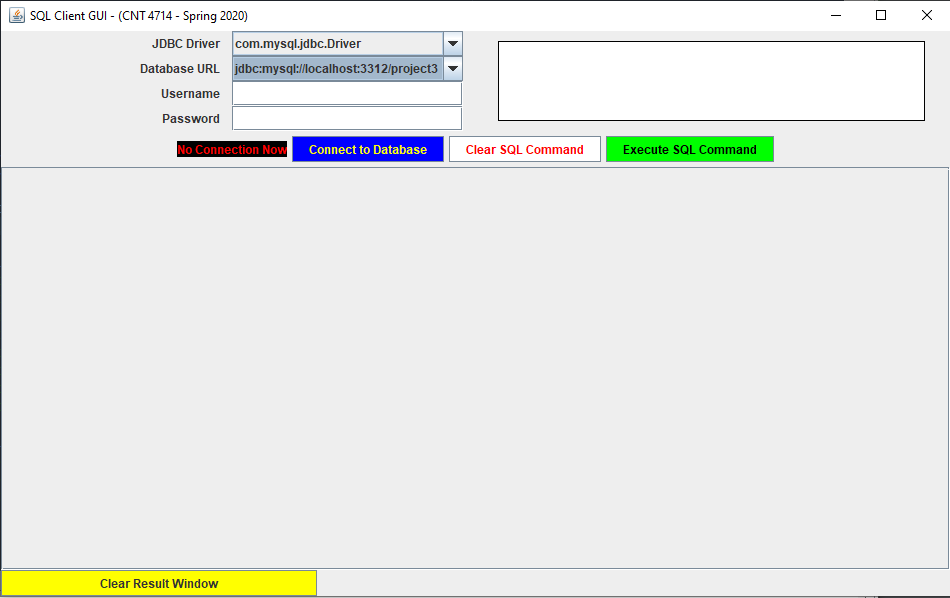 SQL Client GUI - (CNT 4714 - Spring 2020)
JDBC Driver com.mysql.jdbc.Driver
Database URL jdbc:mysql://localhost:3312/project3
Username
Password
No Connection Now Connect to Database Clear SQL Command Execute SQL Command
Clear Result Window